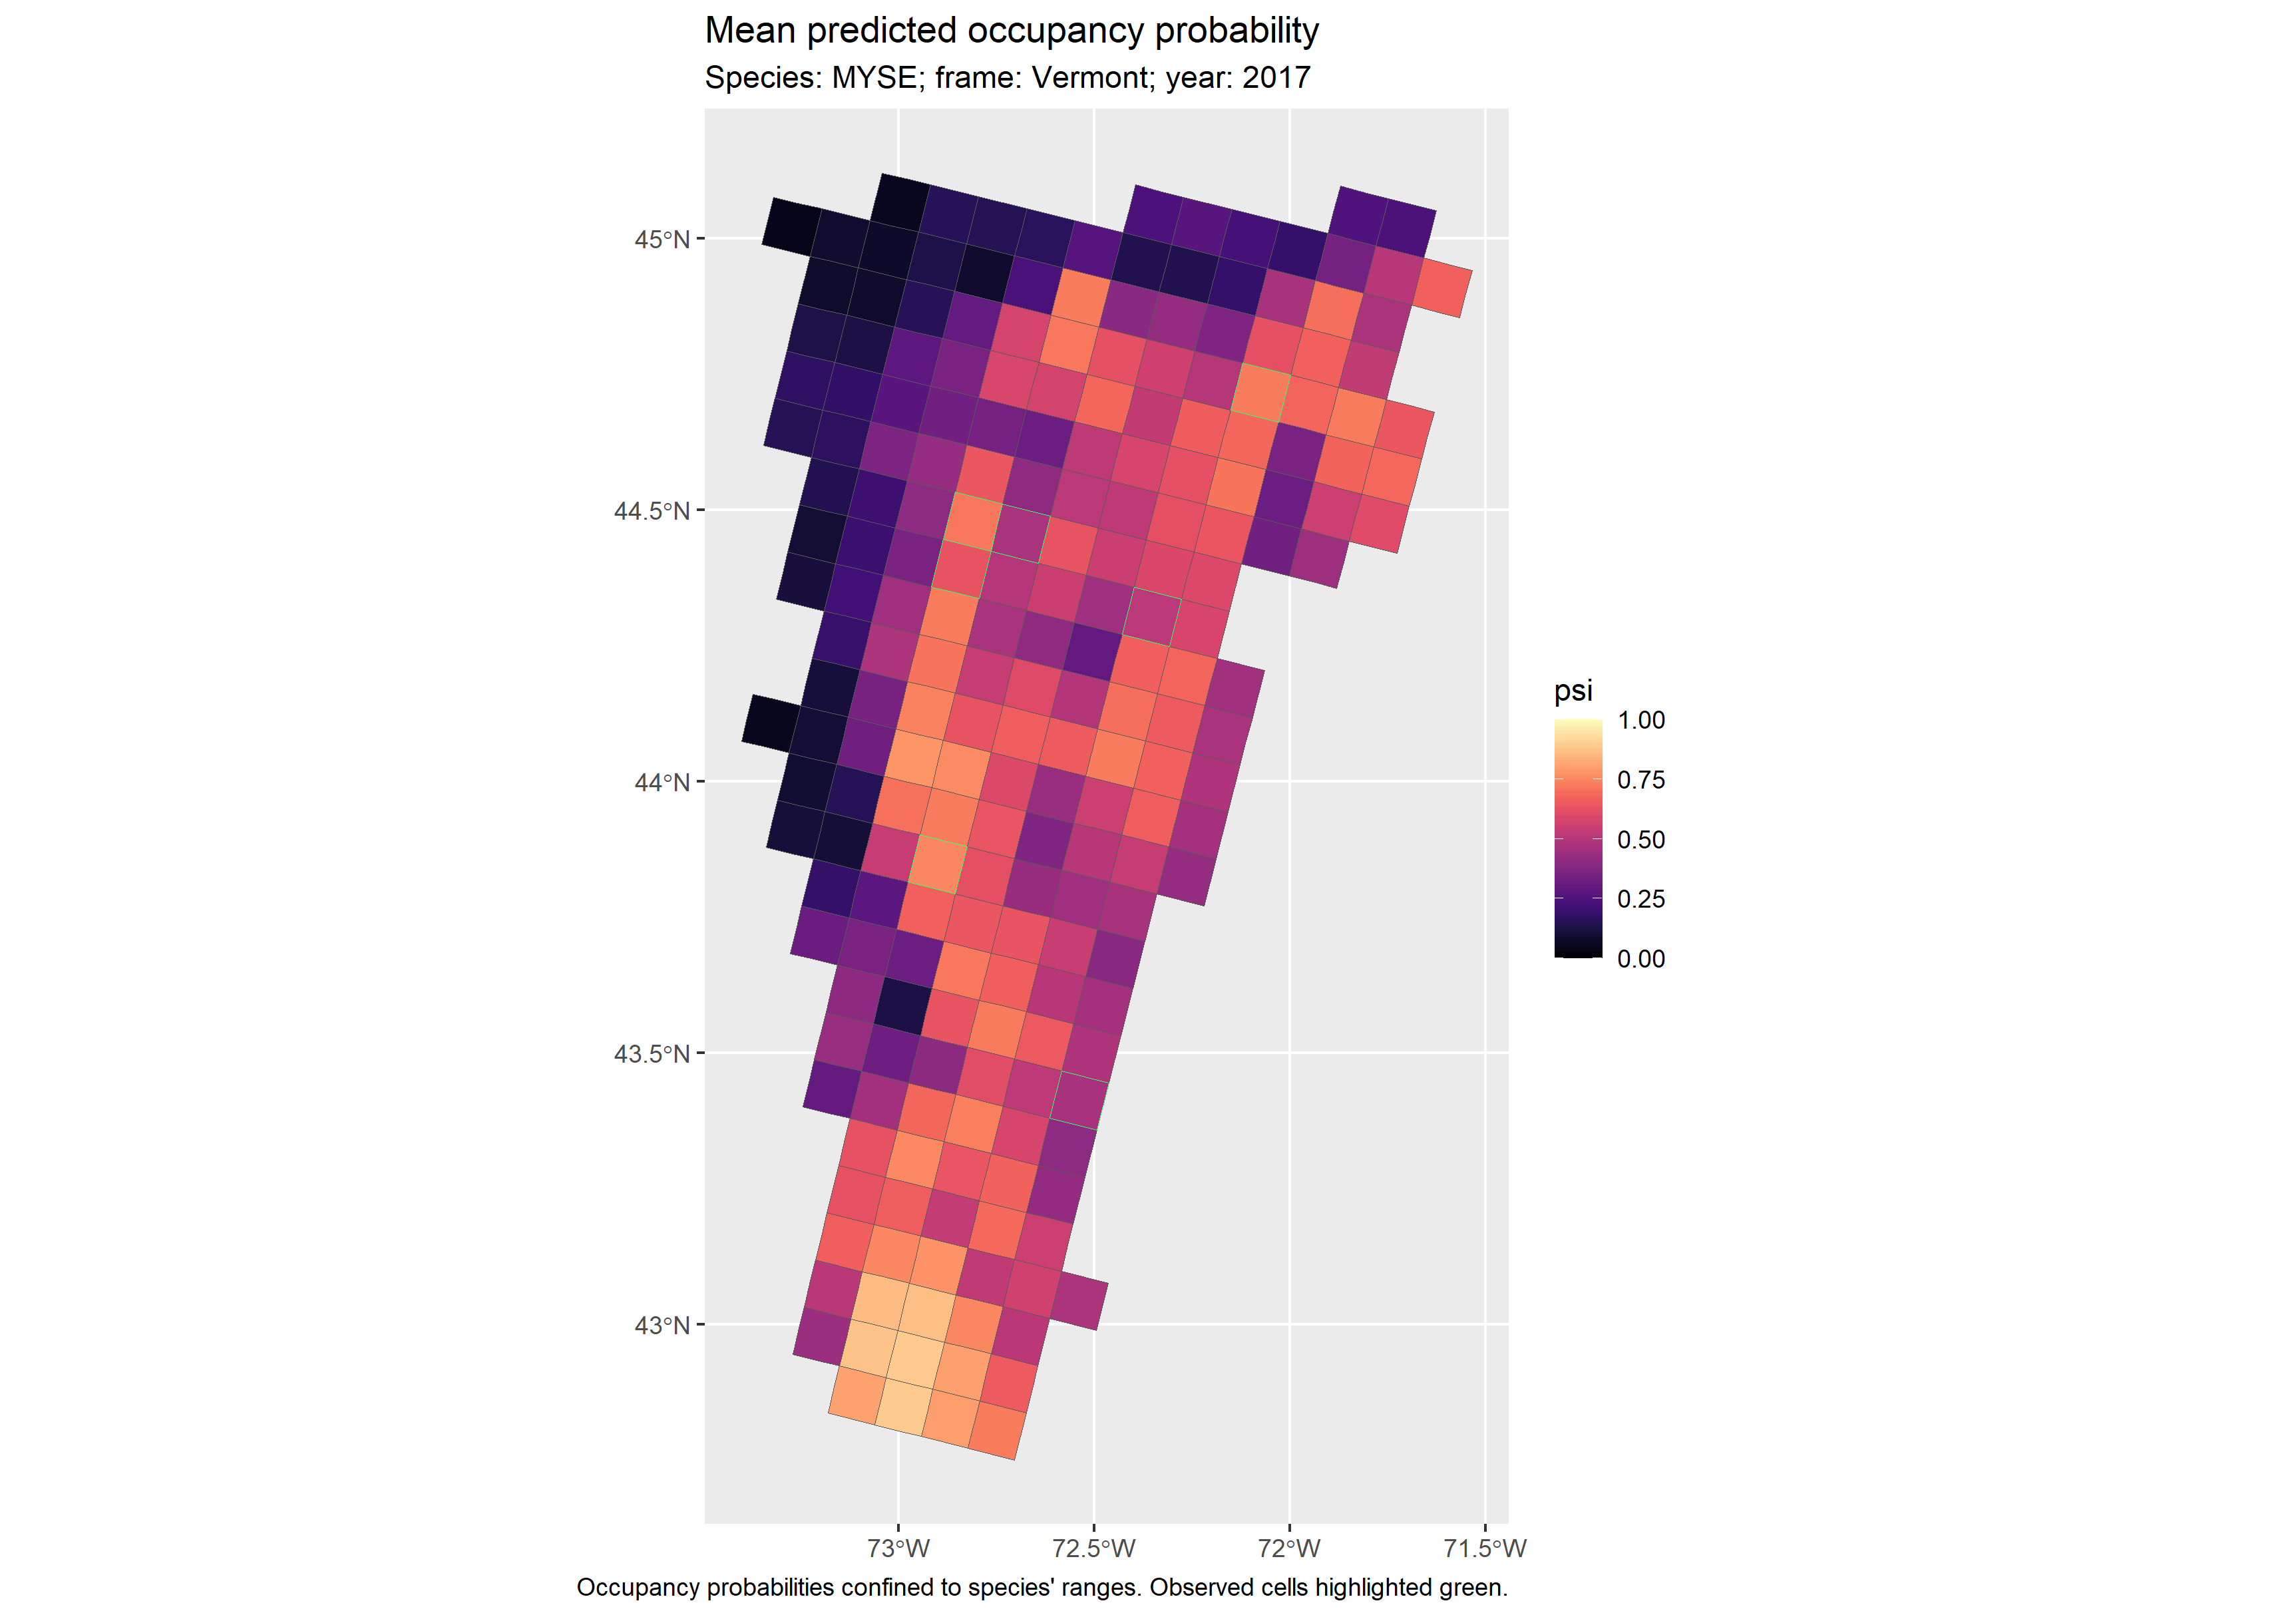 Mean predicted occupancy probability
Species: MYSE; frame: Vermont; year: 2017
45°N
44.5°N
44°N
43.5°N
43°N
73°W
72.5°W
72°W
71.5°W
psi
1.00
0.75
0.50
0.25
0.00
Occupancy probabilities confined to species' ranges. Observed cells highlighted green.